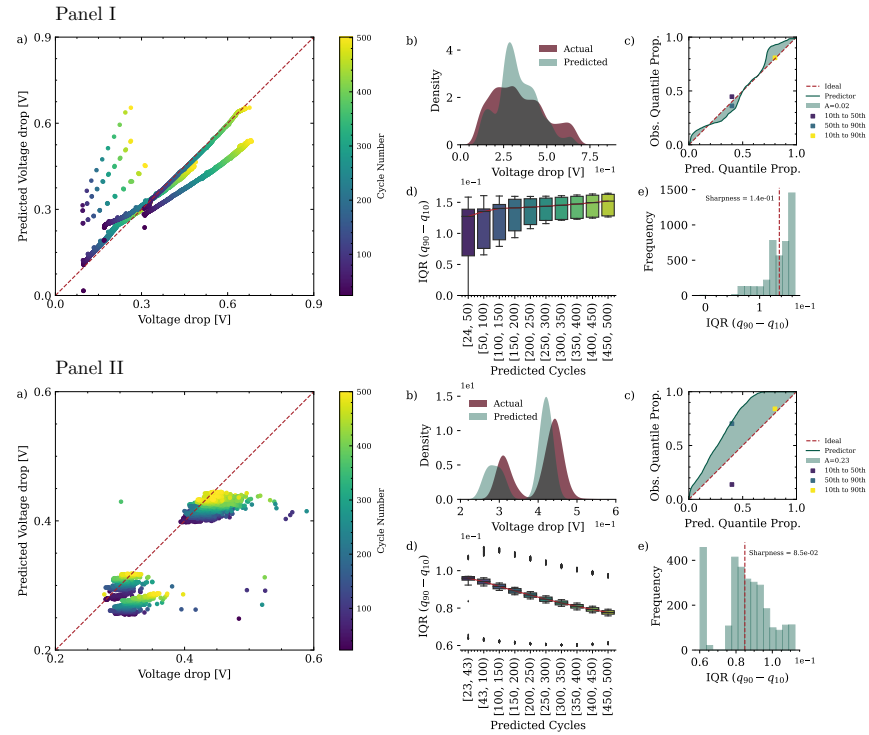 Panel I
a)
Predicted Voltage drop [V]
0.9
0.6
0.3
0.0
0.0
0.3
0.6
0.9
Voltage drop [V]
500
400
300
200
100
Cycle Number
b)
Density
4
2
0
Actual
Predicted
0.0
2.5
5.0
7.5
Voltage drop [V]
1e−1
c)
Obs. Quantile Prop.
1.0
0.5
0.0
0.0
0.5
1.0
Pred. Quantile Prop.
Ideal
Predictor
A=0.02
10th to 50th
50th to 90th
10th to 90th
d)
1e−1
IQR (q90 − q10)
1.5
1.0
0.5
0.0
[24, 50)
[50, 100)
[100, 150)
[150, 200)
[200, 250)
[250, 300)
[300, 350)
[350, 400)
[400, 450)
[450, 500)
Predicted Cycles
e)
Frequency
1500
1000
500
0
Sharpness = 1.4e-01
0
1
1e−1
IQR (q90 − q10)
Panel II
a)
Predicted Voltage drop [V]
0.6
0.4
0.2
0.2
0.4
0.6
Voltage drop [V]
500
400
300
200
100
Cycle Number
b)
1e1
Density
1.5
1.0
0.5
0.0
Actual
Predicted
2
3
4
5
6
Voltage drop [V]
1e−1
c)
Obs. Quantile Prop.
1.0
0.5
0.0
0.0
0.5
1.0
Pred. Quantile Prop.
Ideal
Predictor
A=0.23
10th to 50th
50th to 90th
10th to 90th
d)
1e−1
IQR (q90 − q10)
1.0
0.8
0.6
[23, 43)
[43, 100)
[100, 150)
[150, 200)
[200, 250)
[250, 300)
[300, 350)
[350, 400)
[400, 450)
[450, 500)
Predicted Cycles
e)
Frequency
400
200
0
Sharpness = 8.5e-02
0.6
0.8
1.0
1e−1
IQR (q90 − q10)